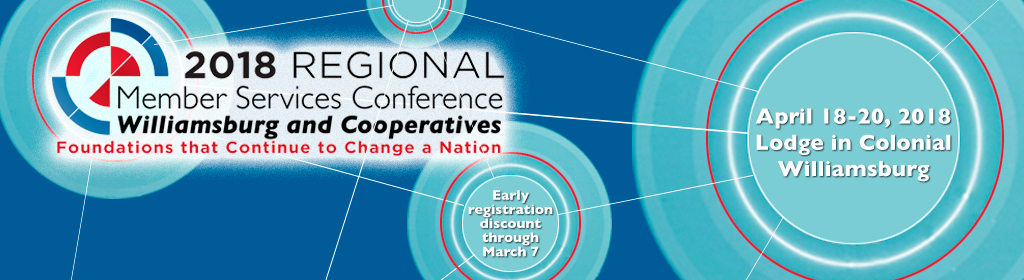 2018 REGIONAL
Member Services Conference
Williamsburg and Cooperatives
Foundations that Continue to Change a Nation
Early
registration
discount
through
March 7
April 18-20, 2018
Lodge in Colonial
Williamsburg